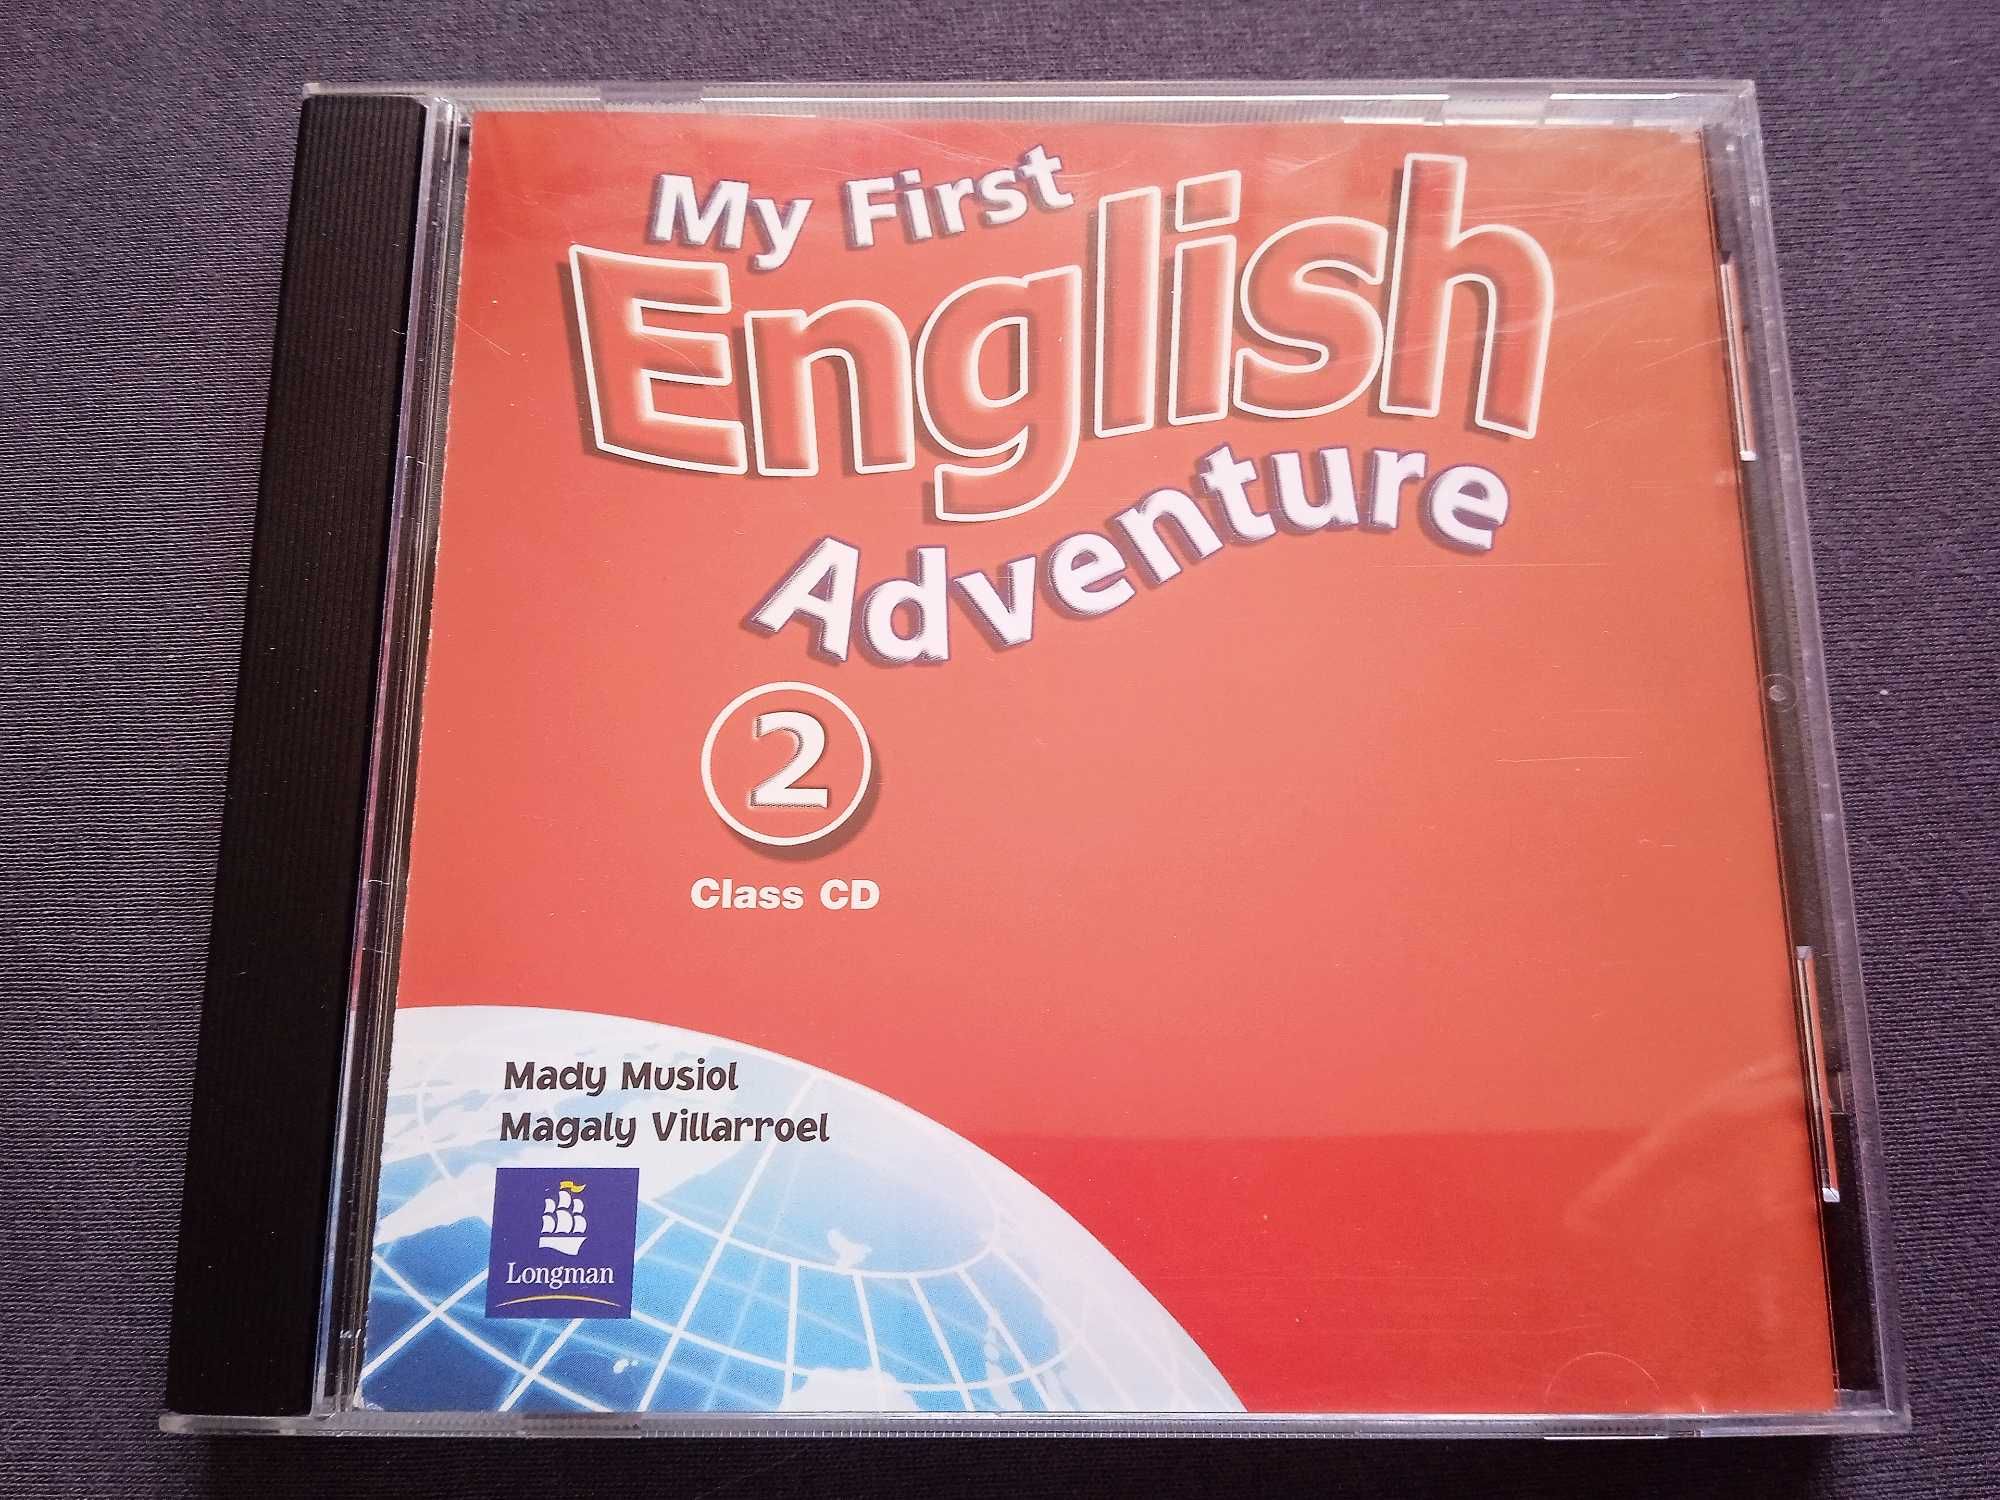 My First
English
Adventure
2
Class CD
Mady Musiol
Magaly Villarroel
Longman